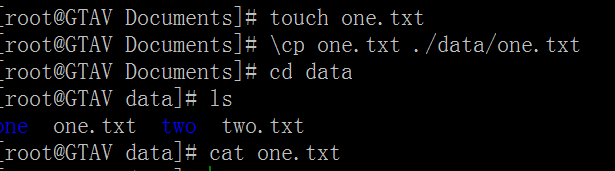 [root@GTAV Documents]# touch one.txt
[root@GTAV Documents]# \cp one.txt ./data/one.txt
[root@GTAV Documents]# cd data
[root@GTAV data]# ls
one one.txt two two.txt
[root@GTAV data]# cat one.txt